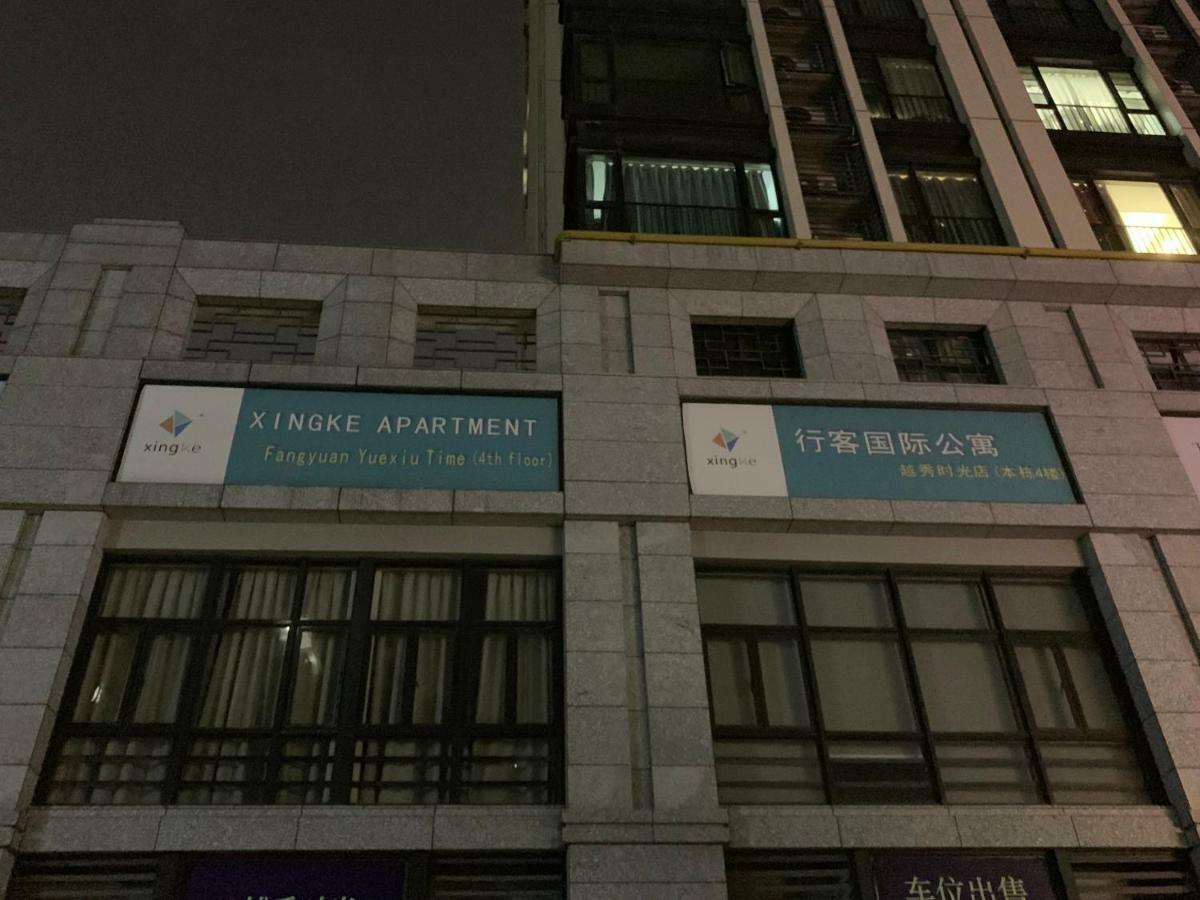 xingke
XINGKE APARTMENT
Fangyuan Yuexiu Time (4th floor)
xingke
行客国际公寓
越秀时光店（本栋4楼）
车位出售